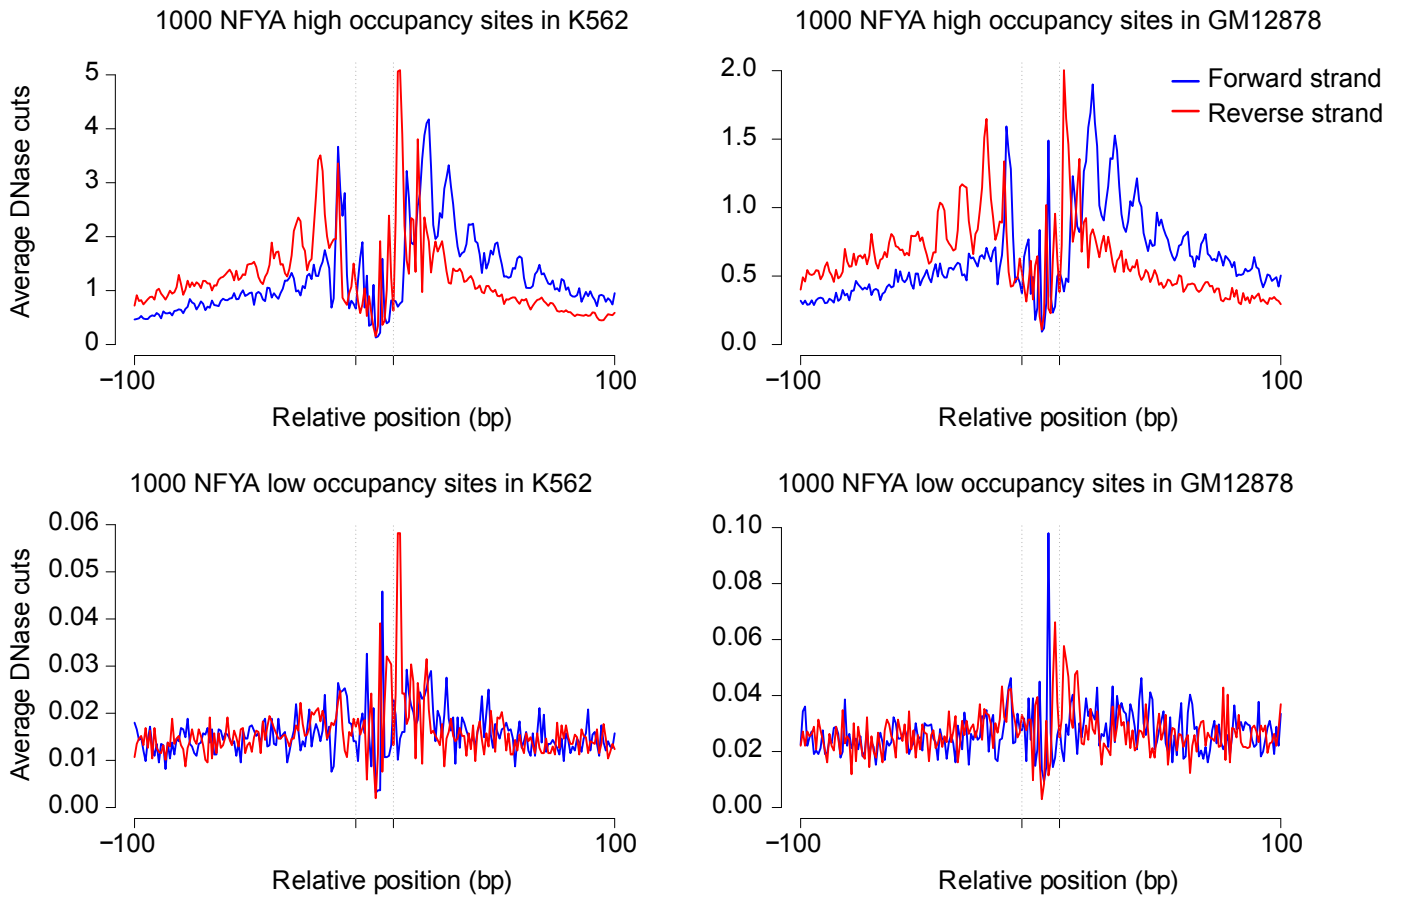 1000 NFYA high occupancy sites in K562
Average DNase cuts
5
4
3
2
1
0
−100
100
Relative position (bp)
1000 NFYA high occupancy sites in GM12878
2.0
1.5
1.0
0.5
0.0
Forward strand
Reverse strand
−100
100
Relative position (bp)
1000 NFYA low occupancy sites in K562
Average DNase cuts
0.06
0.05
0.04
0.03
0.02
0.01
0.00
−100
100
Relative position (bp)
1000 NFYA low occupancy sites in GM12878
0.10
0.08
0.06
0.04
0.02
0.00
−100
100
Relative position (bp)